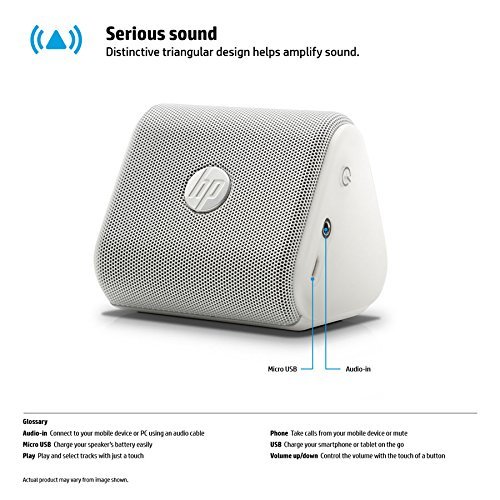 Serious sound
Distinctive triangular design helps amplify sound.
hp
Micro USB
Audio-in
Glossary
Audio-in Connect to your mobile device or PC using an audio cable
Micro USB Charge your speaker's battery easily
Play Play and select tracks with just a touch
Phone Take calls from your mobile device or mute
USB Charge your smartphone or tablet on the go
Volume up/down Control the volume with the touch of a button
Actual product may vary from image shown.